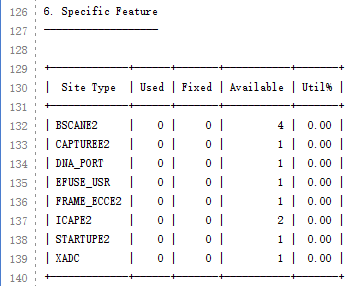 126 6. Specific Feature
127 -------------------
128
129 +-------------+------+-------+-----------+-------+
130 |  Site Type  | Used | Fixed | Available | Util% |
131 +-------------+------+-------+-----------+-------+
132 | BSCANE2     |    0 |     0 |         4 |  0.00 |
133 | CAPTUREE2   |    0 |     0 |         1 |  0.00 |
134 | DNA_PORT    |    0 |     0 |         1 |  0.00 |
135 | EFUSE_USR   |    0 |     0 |         1 |  0.00 |
136 | FRAME_ECCE2 |    0 |     0 |         1 |  0.00 |
137 | ICAPE2      |    0 |     0 |         2 |  0.00 |
138 | STARTUPE2   |    0 |     0 |         1 |  0.00 |
139 | XADC        |    0 |     0 |         1 |  0.00 |
140 +-------------+------+-------+-----------+-------+